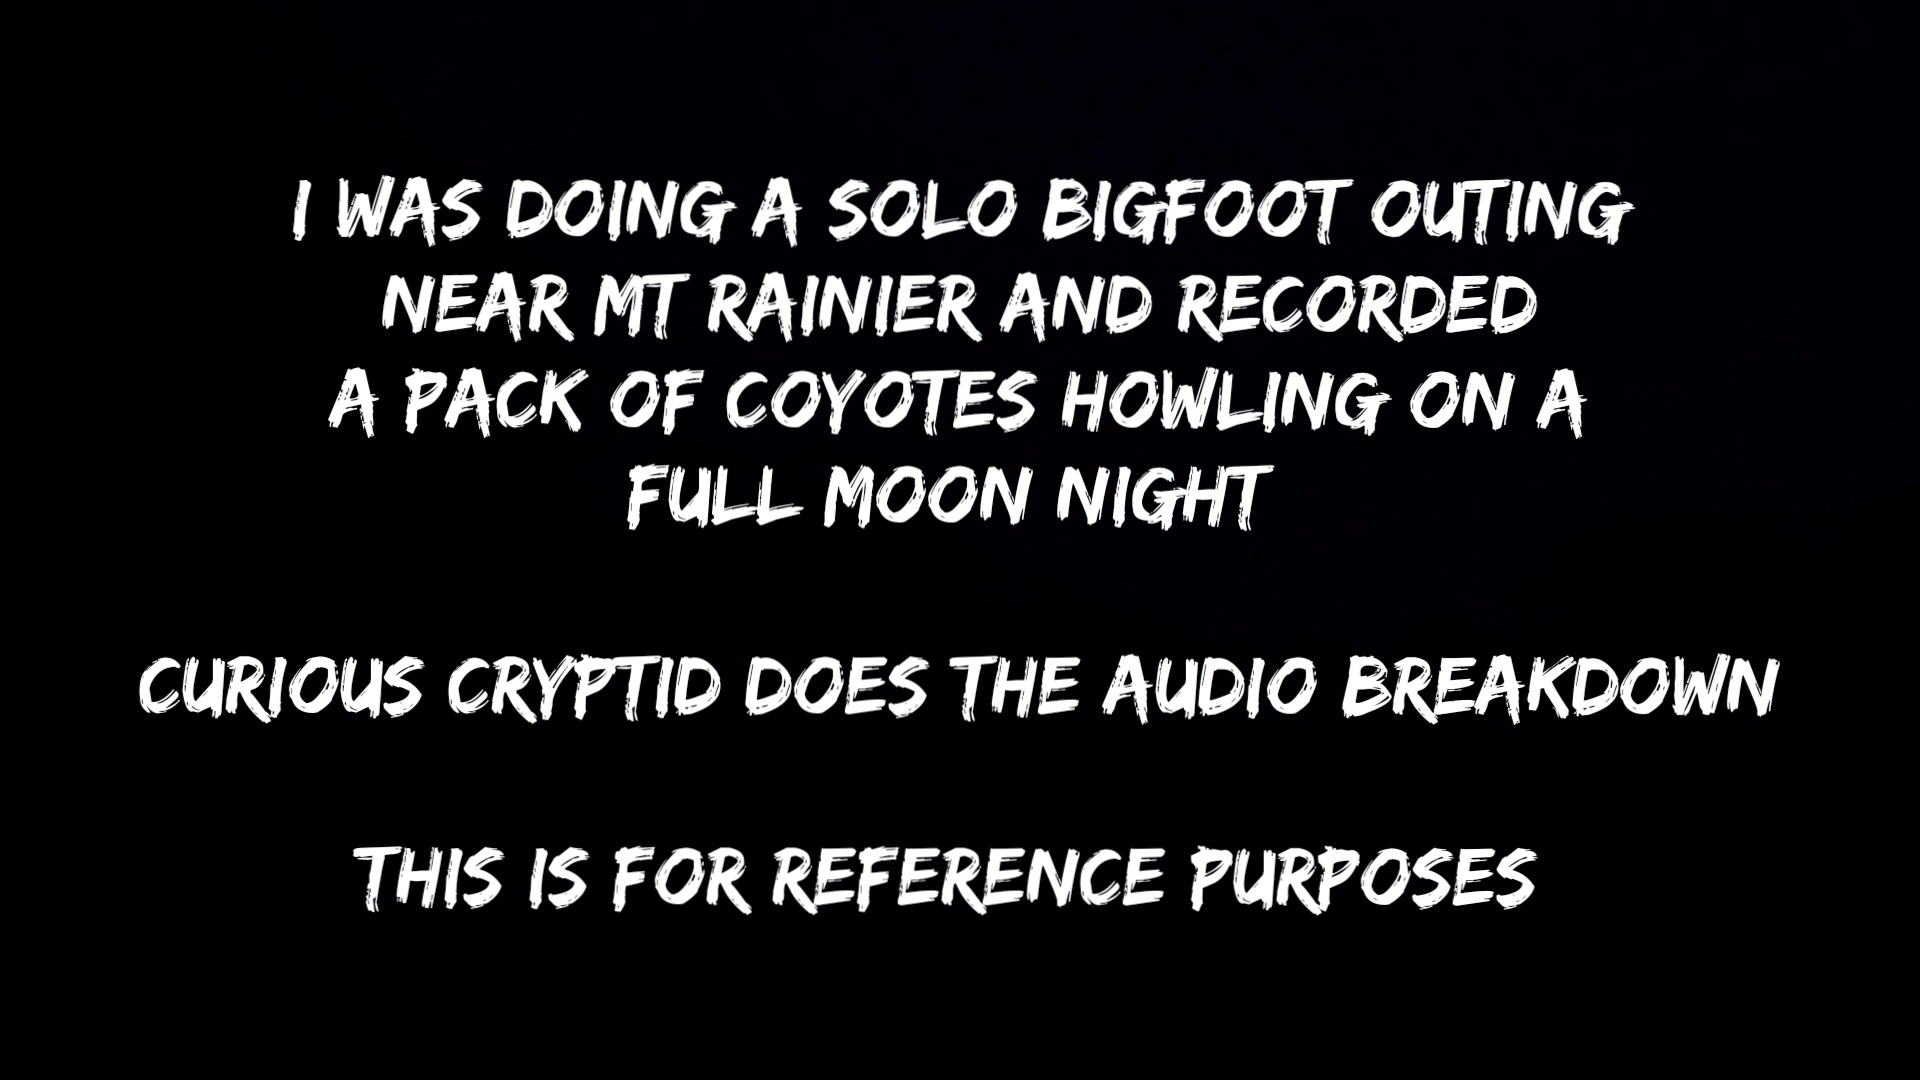 I WAS DOING A SOLO BIGFOOT OUTING
NEAR MT RAINIER AND RECORDED
A PACK OF COYOTES HOWLING ON A
FULL MOON NIGHT
CURIOUS CRYPTID DOES THE AUDIO BREAKDOWN
THIS IS FOR REFERENCE PURPOSES